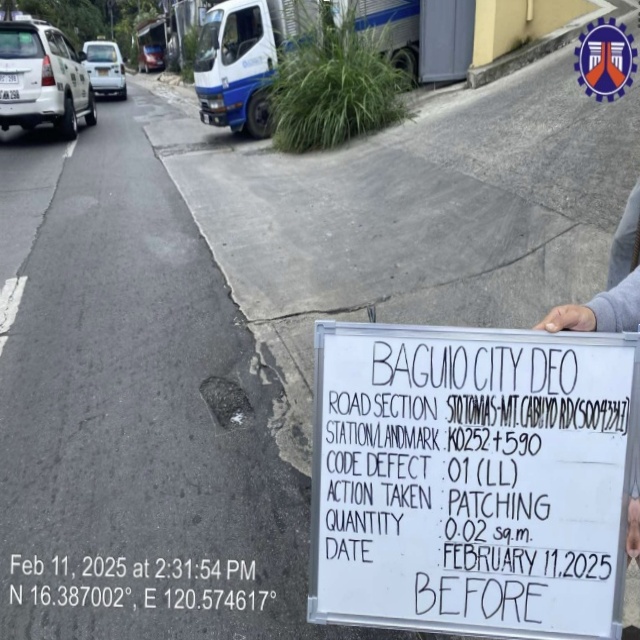 BAGUIO CITY DEO
ROAD SECTION STO TOMAS-MT. CABUYO RD
STATION/LANDMARK : K0252+590
CODE DEFECT : 01 (LL)
ACTION TAKEN : PATCHING
QUANTITY : 0.02 sq.m.
DATE : FEBRUARY 11, 2025
BEFORE
Feb 11, 2025 at 2:31:54 PM
N 16.387002°, E 120.574617°